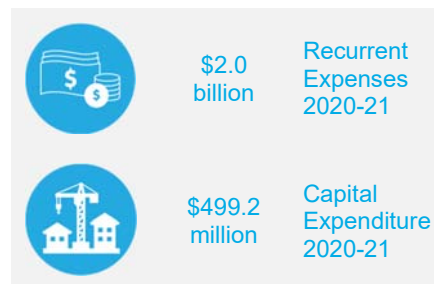 $
$
$2.0
billion
Recurrent
Expenses
2020-21
$499.2
million
Capital
Expenditure
2020-21